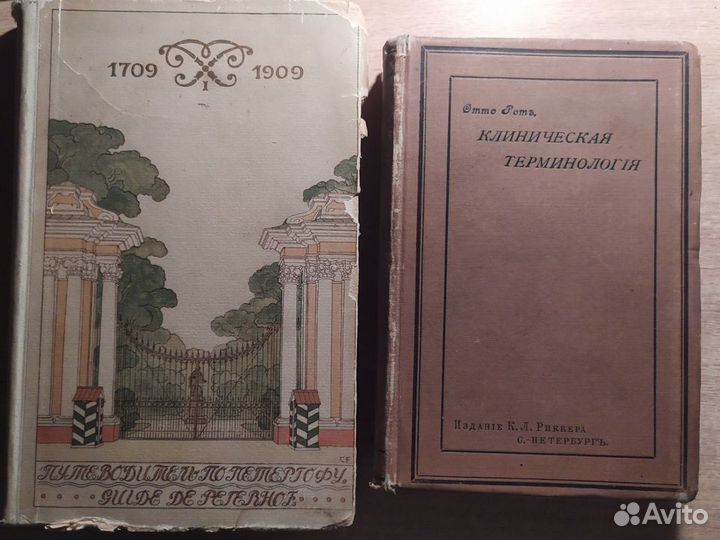 1709 1909
I
ПУТЕВОДИТЕЛЬ ПО ПЕТЕРГОФУ.
GUIDE DE PETERHOF.
Отто Ротъ,
КЛИНИЧЕСКАЯ
ТЕРМИНОЛОГІЯ
Изданіе К. Л. Риккера
С.-ПЕТЕРБУРГЪ.
Avito